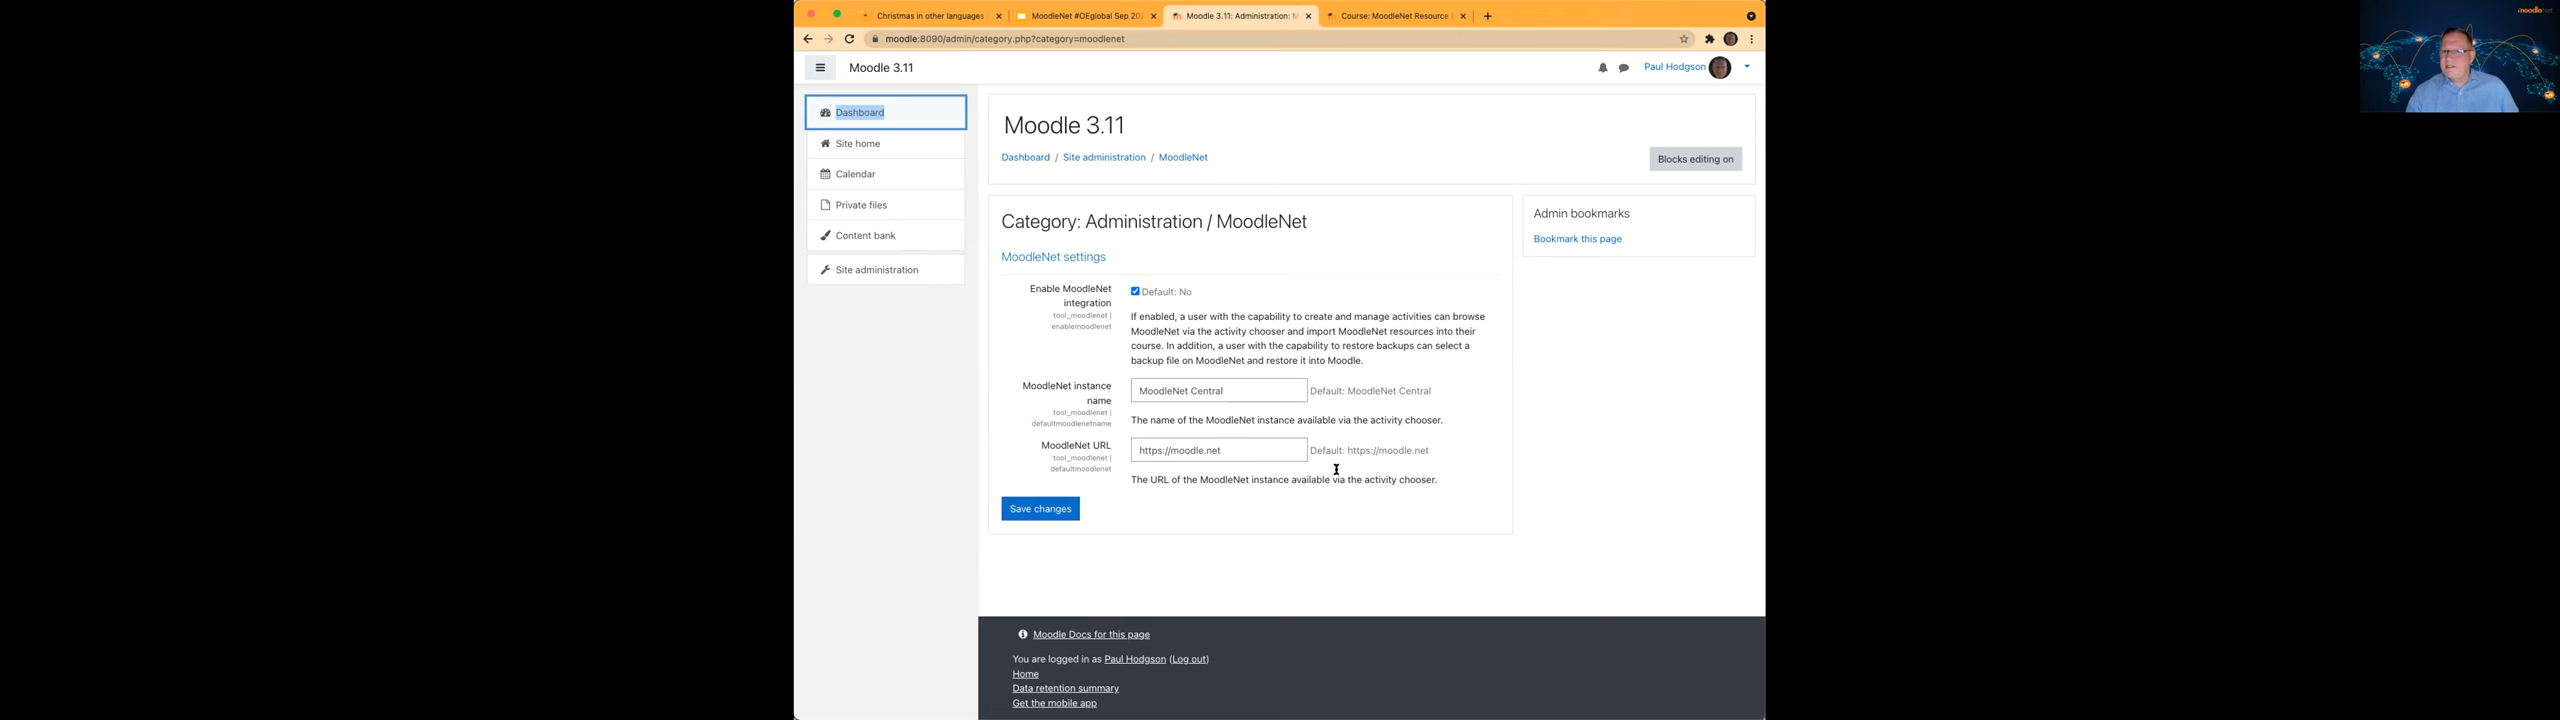 Christmas in other languages
MoodleNet #OEglobal Sep 202
Moodle 3.11: Administration: M
Course: MoodleNet Resource
moodle:8090/admin/category.php?category=moodlenet
Moodle 3.11
Paul Hodgson
Dashboard
Site home
Calendar
Private files
Content bank
Site administration
Moodle 3.11
Dashboard / Site administration / MoodleNet
Blocks editing on
Category: Administration / MoodleNet
MoodleNet settings
Enable MoodleNet
integration
tool_moodlenet |
enablemoodlenet
Default: No
If enabled, a user with the capability to create and manage activities can browse
MoodleNet via the activity chooser and import MoodleNet resources into their
course. In addition, a user with the capability to restore backups can select a
backup file on MoodleNet and restore it into Moodle.
MoodleNet instance
name
tool_moodlenet |
defaultmoodlenetname
MoodleNet Central Default: MoodleNet Central
The name of the MoodleNet instance available via the activity chooser.
MoodleNet URL
tool_moodlenet |
defaultmoodlenet
https://moodle.net Default: https://moodle.net
The URL of the MoodleNet instance available via the activity chooser.
Save changes
Admin bookmarks
Bookmark this page
Moodle Docs for this page
You are logged in as Paul Hodgson (Log out)
Home
Data retention summary
Get the mobile app
moodleNet